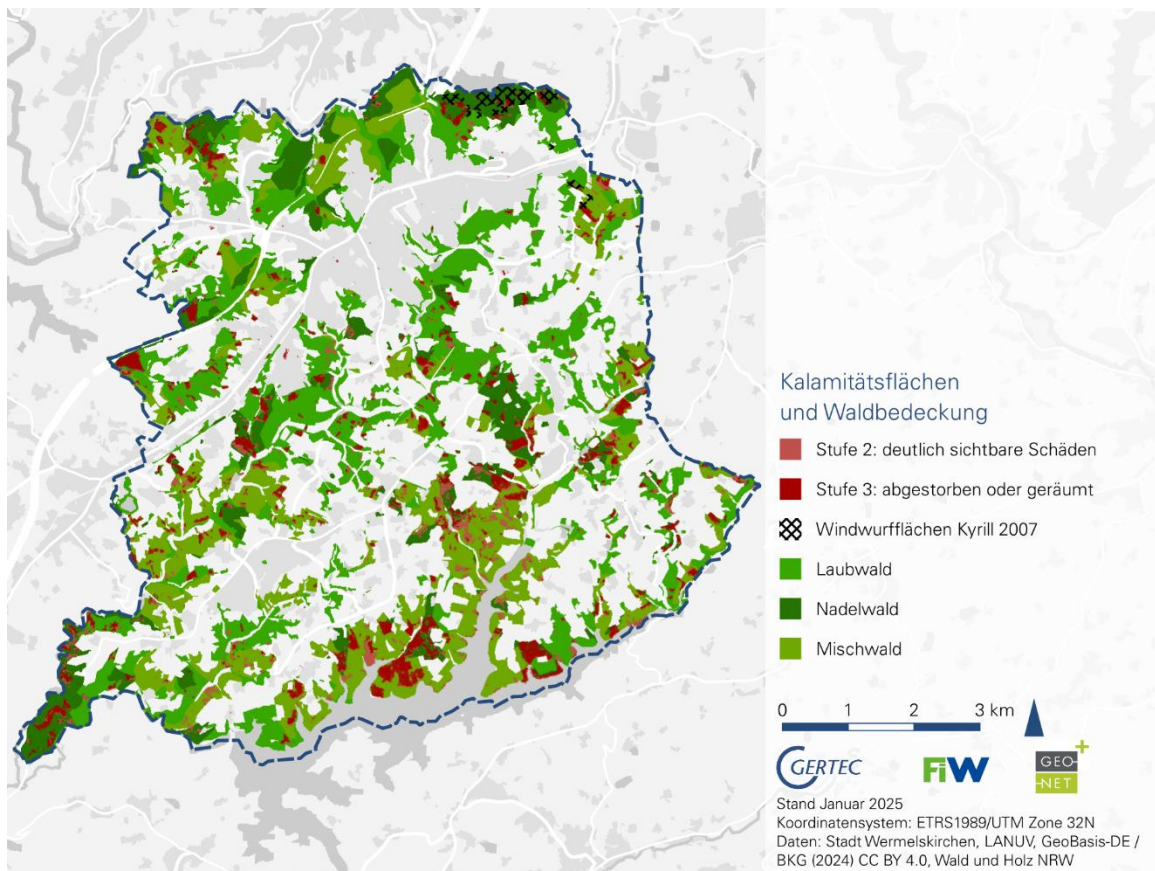 Kalamitätsflächen
und Waldbedeckung
Stufe 2: deutlich sichtbare Schäden
Stufe 3: abgestorben oder geräumt
Windwurfflächen Kyrill 2007
Laubwald
Nadelwald
Mischwald
0 1 2 3 km
GERTEC FiW GEO+
-NET
Stand Januar 2025
Koordinatensystem: ETRS1989/UTM Zone 32N
Daten: Stadt Wermelskirchen, LANUV, GeoBasis-DE /
BKG (2024) CC BY 4.0, Wald und Holz NRW